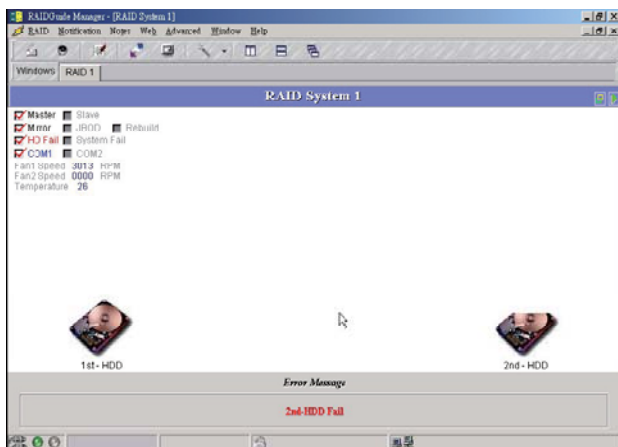 RAIDGuide Manager - [RAID System 1]
RAID Notification Noger Web Advanced Window Help
Windows RAID 1
RAID System 1
Master Slave
Mirror JBOD Rebuild
HD Fail System Fail
COM1 COM2
Fan1 Speed 3013 RPM
Fan2 Speed 0000 RPM
Temperature 26
1st - HDD 2nd - HDD
Error Message
2nd-HDD Fail